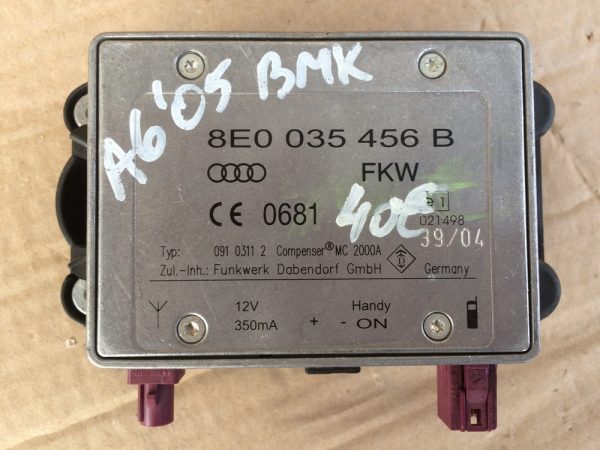 A6'05 BMK
8E0 035 456 B
FKW
CE 0681 40€
e1
021498
39/04
Typ: 091 0311 2 Compenser® MC 2000A
Zul.-Inh.: Funkwerk Dabendorf GmbH Germany
12V Handy
350mA + - ON